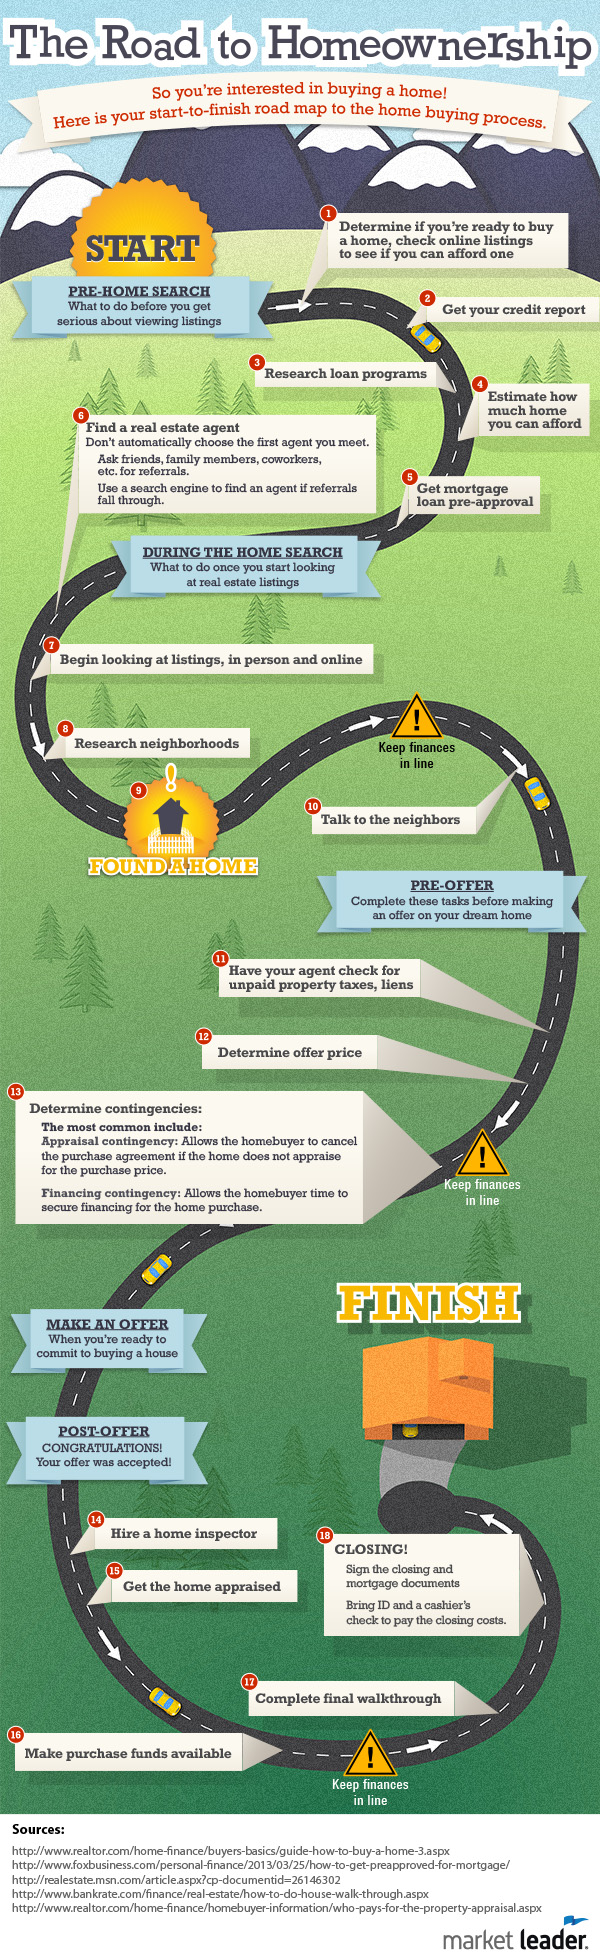 The Road to Homeownership
So you're interested in buying a home!
Here is your start-to-finish road map to the home buying process.
START
PRE-HOME SEARCH
What to do before you get
serious about viewing listings
1
Determine if you're ready to buy
a home, check online listings
to see if you can afford one
2
Get your credit report
3
Research loan programs
4
Estimate how
much home
you can afford
5
Get mortgage
loan pre-approval
6
Find a real estate agent
Don't automatically choose the first agent you meet.
Ask friends, family members, coworkers,
etc. for referrals.
Use a search engine to find an agent if referrals
fall through.
DURING THE HOME SEARCH
What to do once you start looking
at real estate listings
7
Begin looking at listings, in person and online
8
Research neighborhoods
9
!
FOUND A HOME
!
Keep finances
in line
10
Talk to the neighbors
PRE-OFFER
Complete these tasks before making
an offer on your dream home
11
Have your agent check for
unpaid property taxes, liens
12
Determine offer price
13
Determine contingencies:
The most common include:
Appraisal contingency: Allows the homebuyer to cancel
the purchase agreement if the home does not appraise
for the purchase price.
Financing contingency: Allows the homebuyer time to
secure financing for the home purchase.
!
Keep finances
in line
MAKE AN OFFER
When you're ready to
commit to buying a house
FINISH
POST-OFFER
CONGRATULATIONS!
Your offer was accepted!
14
Hire a home inspector
15
Get the home appraised
16
Make purchase funds available
!
Keep finances
in line
17
Complete final walkthrough
18
CLOSING!
Sign the closing and
mortgage documents
Bring ID and a cashier's
check to pay the closing costs.
Sources:
http://www.realtor.com/home-finance/buyers-basics/guide-how-to-buy-a-home-3.aspx
http://www.foxbusiness.com/personal-finance/2013/03/25/how-to-get-preapproved-for-mortgage/
http://realestate.msn.com/article.aspx?cp-documentid=26146302
http://www.bankrate.com/finance/real-estate/how-to-do-house-walk-through.aspx
http://www.realtor.com/home-finance/homebuyer-information/who-pays-for-the-property-appraisal.aspx
market leader.